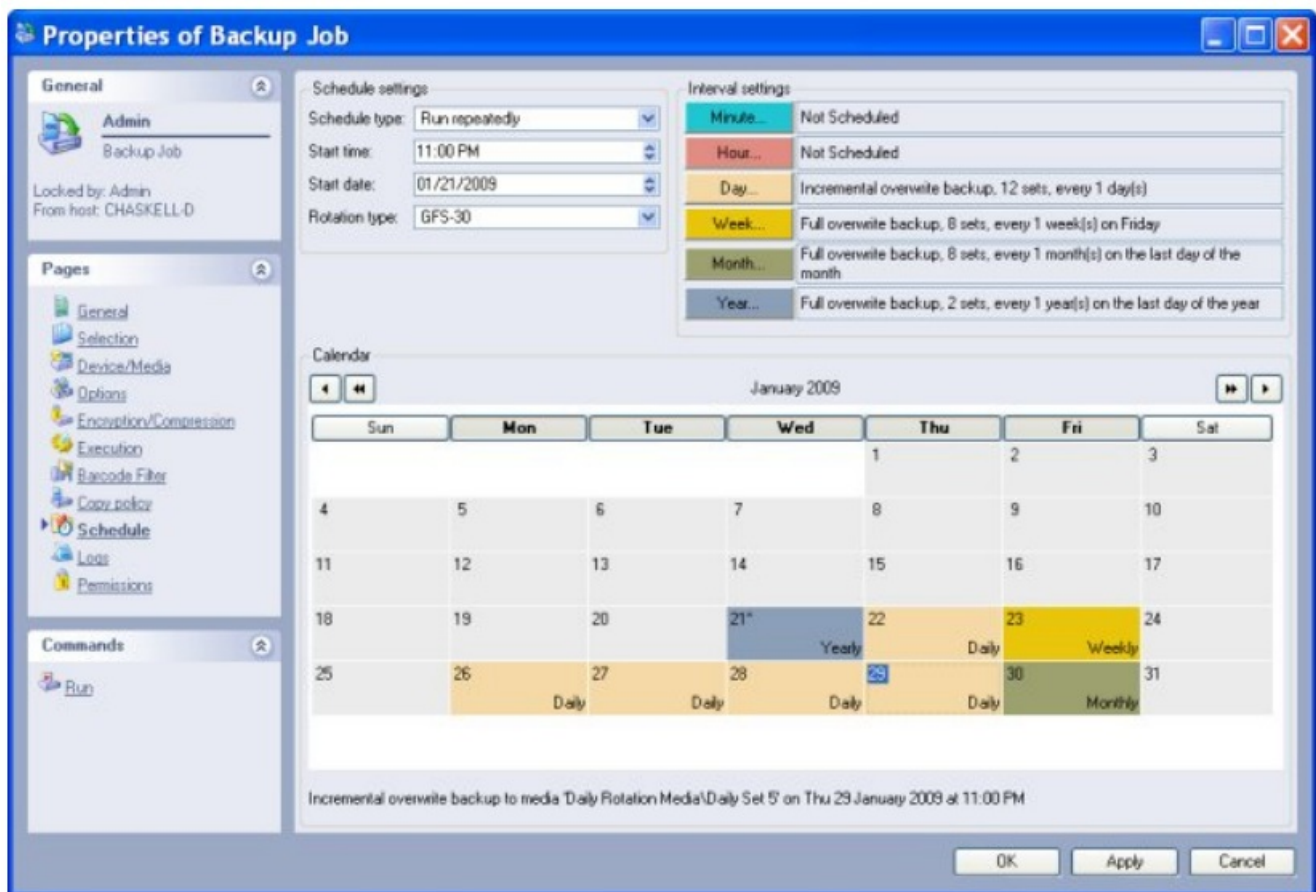 Properties of Backup Job
General
Admin
Backup Job
Locked by: Admin
From host: CHASKELL-D
Pages
General
Selection
Device/Media
Options
Encryption/Compression
Execution
Barcode Filter
Copy policy
Schedule
Logs
Permissions
Commands
Run
Schedule settings
Schedule type: Run repeatedly
Start time: 11:00 PM
Start date: 01/21/2009
Rotation type: GFS-30
Interval settings
Minute... Not Scheduled
Hour... Not Scheduled
Day... Incremental overwrite backup, 12 sets, every 1 day(s)
Week... Full overwrite backup, 8 sets, every 1 week(s) on Friday
Month... Full overwrite backup, 8 sets, every 1 month(s) on the last day of the
month
Year... Full overwrite backup, 2 sets, every 1 year(s) on the last day of the year
Calendar
January 2009
Sun Mon Tue Wed Thu Fri Sat
1 2 3
4 5 6 7 8 9 10
11 12 13 14 15 16 17
18 19 20 21* 22 23 24
Yearly Daily Weekly
25 26 27 28 29 30 31
Daily Daily Daily Daily Monthly
Incremental overwrite backup to media 'Daily Rotation Media\Daily Set 5' on Thu 29 January 2009 at 11:00 PM
OK Apply Cancel